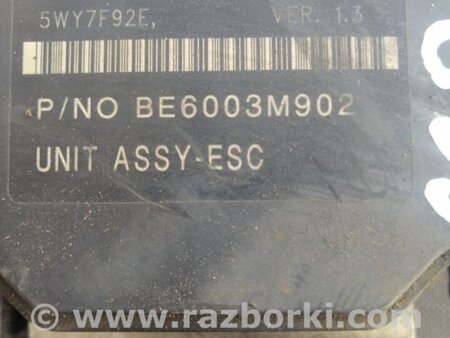 5WY7F92E, VER. 1.3
P/NO BE6003M902
UNIT ASSY-ESC
www.razborki.com